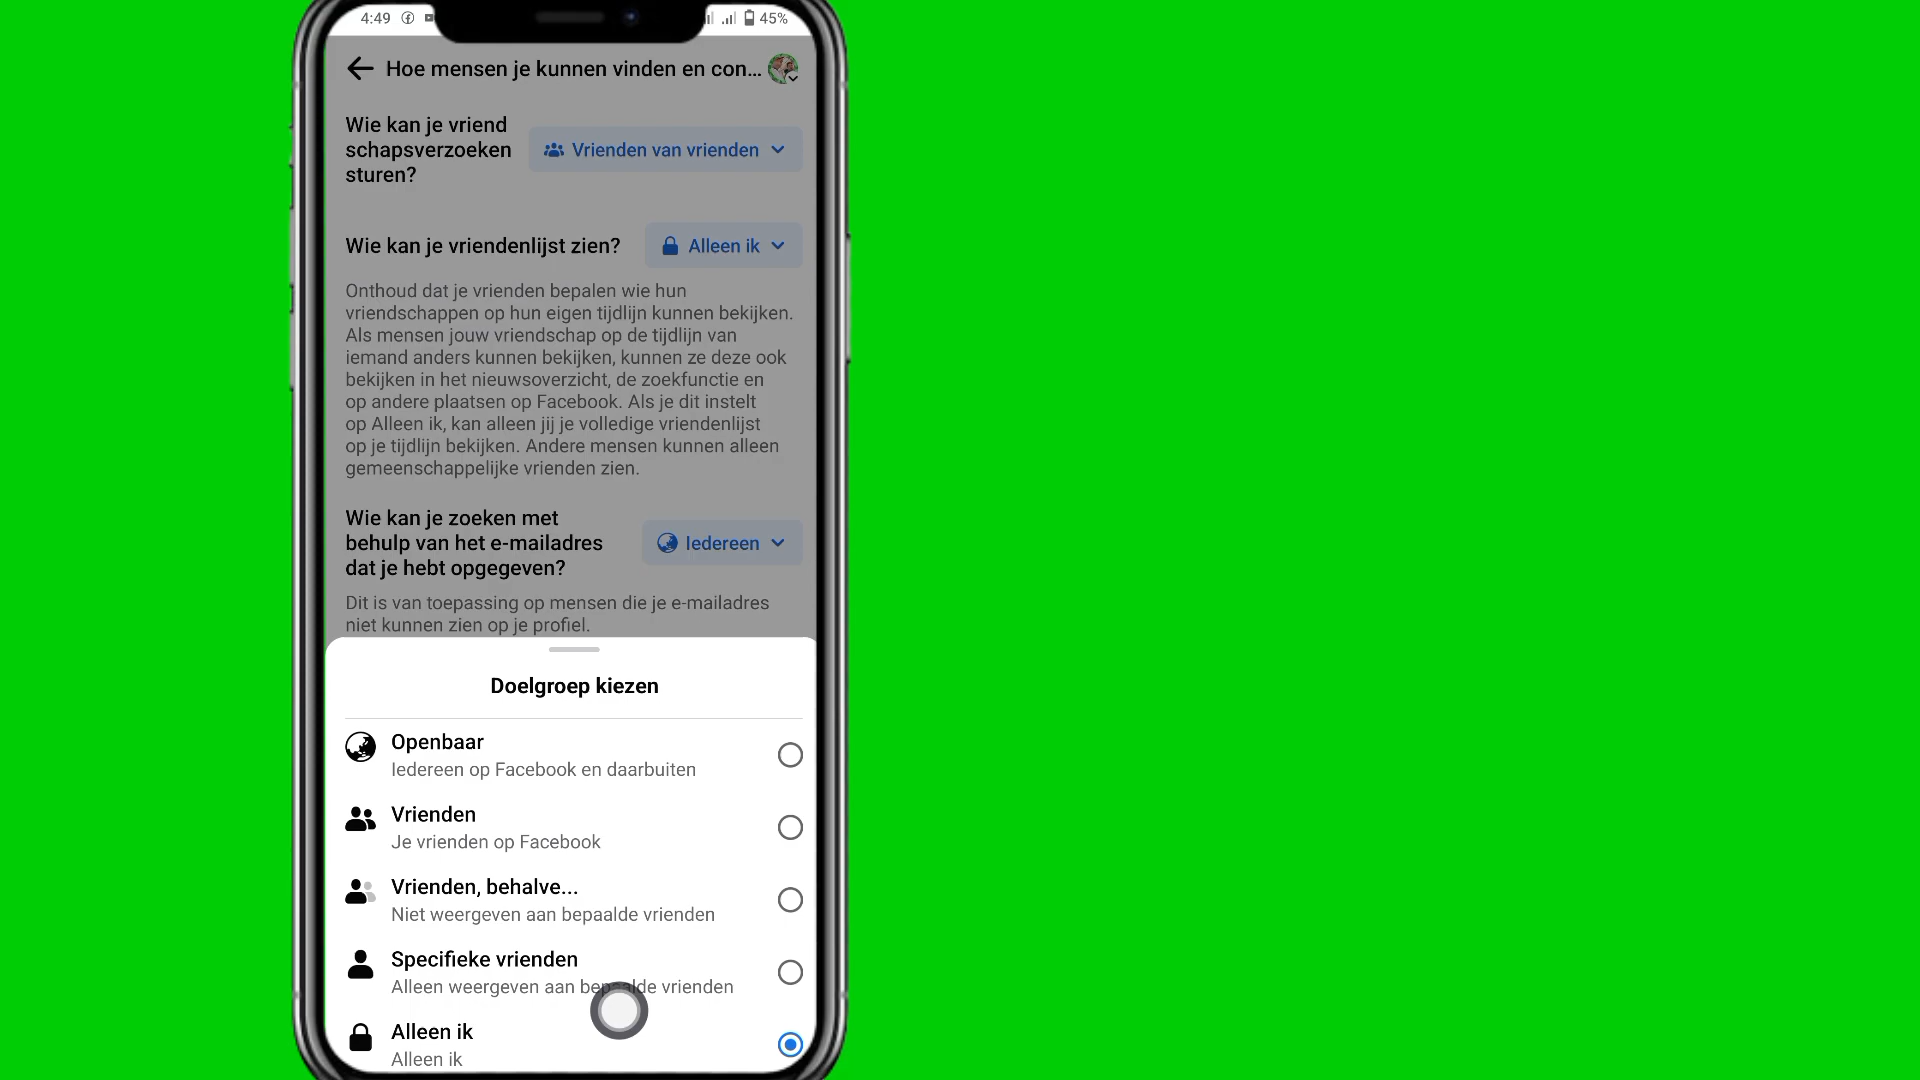 4:49
45%
Hoe mensen je kunnen vinden en con...
Wie kan je vriend
schapsverzoeken
sturen?
Vrienden van vrienden
Wie kan je vriendenlijst zien?
Alleen ik
Onthoud dat je vrienden bepalen wie hun
vriendschappen op hun eigen tijdlijn kunnen bekijken.
Als mensen jouw vriendschap op de tijdlijn van
iemand anders kunnen bekijken, kunnen ze deze ook
bekijken in het nieuwsoverzicht, de zoekfunctie en
op andere plaatsen op Facebook. Als je dit instelt
op Alleen ik, kan alleen jij je volledige vriendenlijst
op je tijdlijn bekijken. Andere mensen kunnen alleen
gemeenschappelijke vrienden zien.
Wie kan je zoeken met
behulp van het e-mailadres
dat je hebt opgegeven?
Iedereen
Dit is van toepassing op mensen die je e-mailadres
niet kunnen zien op je profiel.
Doelgroep kiezen
Openbaar
Iedereen op Facebook en daarbuiten
Vrienden
Je vrienden op Facebook
Vrienden, behalve...
Niet weergeven aan bepaalde vrienden
Specifieke vrienden
Alleen weergeven aan bepaalde vrienden
Alleen ik
Alleen ik